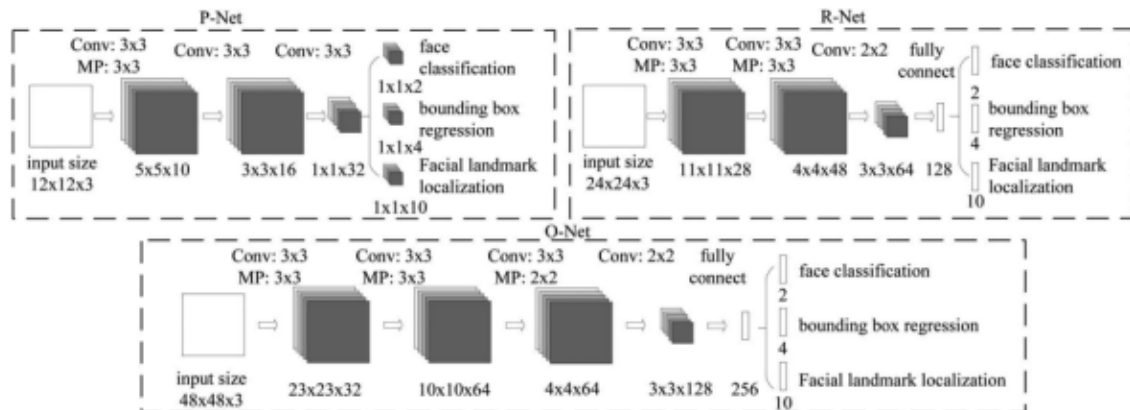 P-Net
Conv: 3x3
MP: 3x3
Conv: 3x3
Conv: 3x3
face
classification
1x1x2
bounding box
regression
1x1x4
Facial landmark
localization
1x1x10
input size
12x12x3
5x5x10
3x3x16
1x1x32
R-Net
Conv: 3x3
MP: 3x3
Conv: 3x3
MP: 3x3
Conv: 2x2
fully
connect
face classification
2
bounding box
regression
4
Facial landmark
localization
10
input size
24x24x3
11x11x28
4x4x48
3x3x64
128
O-Net
Conv: 3x3
MP: 3x3
Conv: 3x3
MP: 3x3
Conv: 3x3
MP: 2x2
Conv: 2x2
fully
connect
face classification
2
bounding box regression
4
Facial landmark localization
10
input size
48x48x3
23x23x32
10x10x64
4x4x64
3x3x128
256